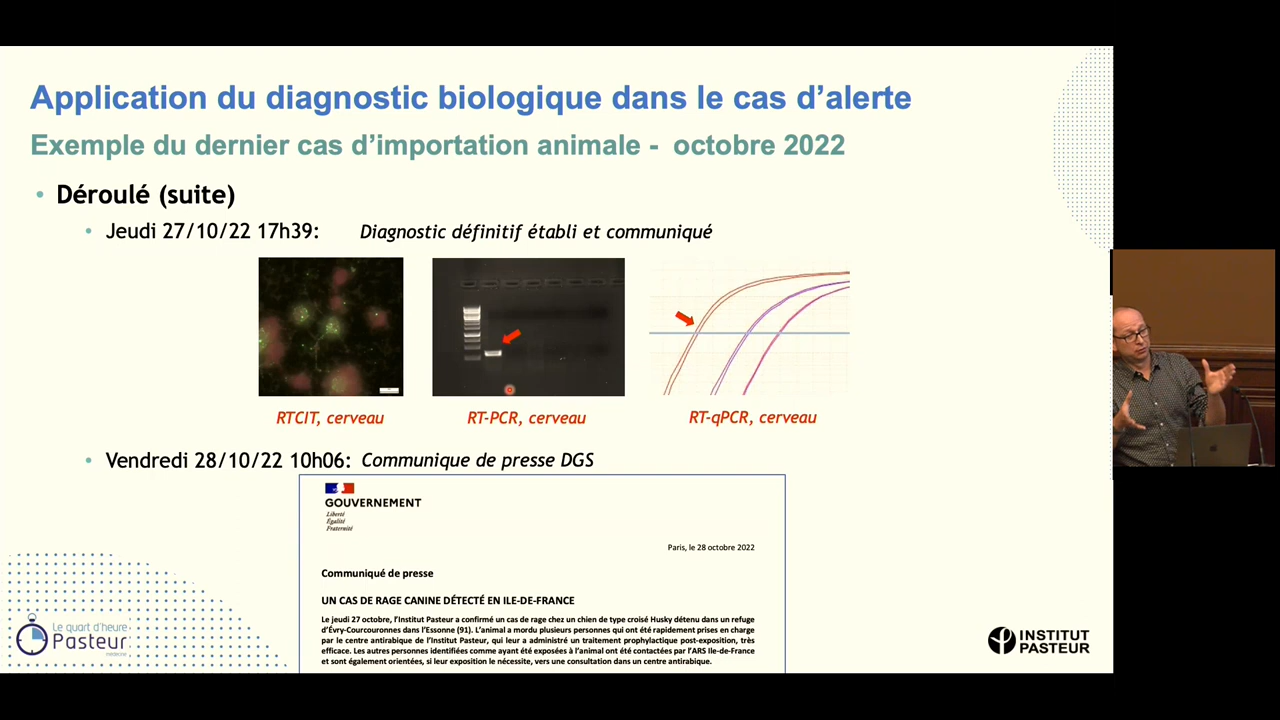 Application du diagnostic biologique dans le cas d'alerte
Exemple du dernier cas d'importation animale - octobre 2022
• Déroulé (suite)
• Jeudi 27/10/22 17h39: Diagnostic définitif établi et communiqué
RTCIT, cerveau RT-PCR, cerveau RT-qPCR, cerveau
• Vendredi 28/10/22 10h06: Communique de presse DGS
GOUVERNEMENT
Liberté
Égalité
Fraternité
Paris, le 28 octobre 2022
Communiqué de presse
UN CAS DE RAGE CANINE DÉTECTÉ EN ILE-DE-FRANCE
Le jeudi 27 octobre, l'Institut Pasteur a confirmé un cas de rage chez un chien de type croisé Husky détenu dans un refuge
d'Évry-Courcouronnes dans l'Essonne (91). L'animal a mordu plusieurs personnes qui ont été rapidement prises en charge
par le centre antirabique de l'Institut Pasteur, qui leur a administré un traitement prophylactique post-exposition, très
efficace. Les autres personnes identifiées comme ayant été exposées à l'animal ont été contactées par l'ARS Ile-de-France
et sont également orientées, si leur exposition le nécessite, vers une consultation dans un centre antirabique.
Le quart d'heure
Pasteur
médecine
INSTITUT
PASTEUR